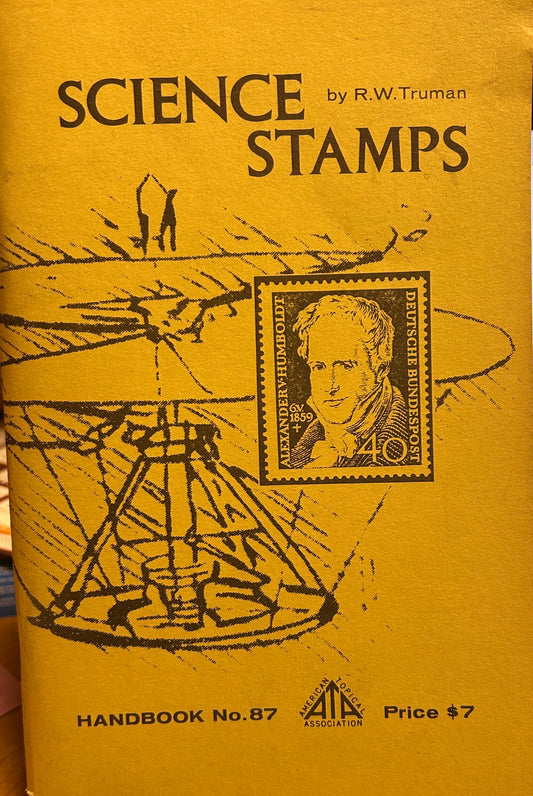 SCIENCE by R.W.Truman
STAMPS
ALEXANDER V·HUMBOLDT
DEUTSCHE BUNDESPOST
6.V.
1859
+
40
HANDBOOK No. 87
AMERICAN TOPICAL
ATA
ASSOCIATION
Price $7